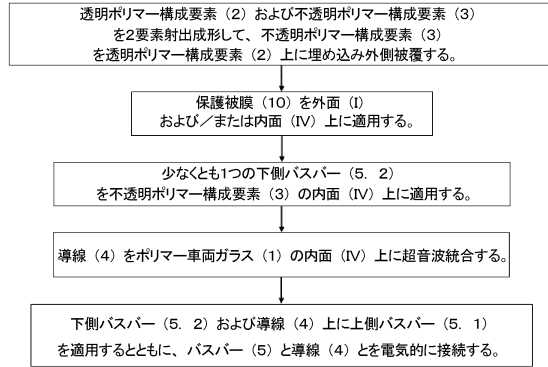 透明ポリマー構成要素（2）および不透明ポリマー構成要素（3）
を2要素射出成形して、不透明ポリマー構成要素（3）
を透明ポリマー構成要素（2）上に埋め込み外側被覆する。
保護被膜（10）を外面（I）
および／または内面（IV）上に適用する。
少なくとも1つの下側バスバー（5．2）
を不透明ポリマー構成要素（3）の内面（IV）上に適用する。
導線（4）をポリマー車両ガラス（1）の内面（IV）上に超音波統合する。
下側バスバー（5．2）および導線（4）上に上側バスバー（5．1）
を適用するとともに、バスバー（5）と導線（4）とを電気的に接続する。